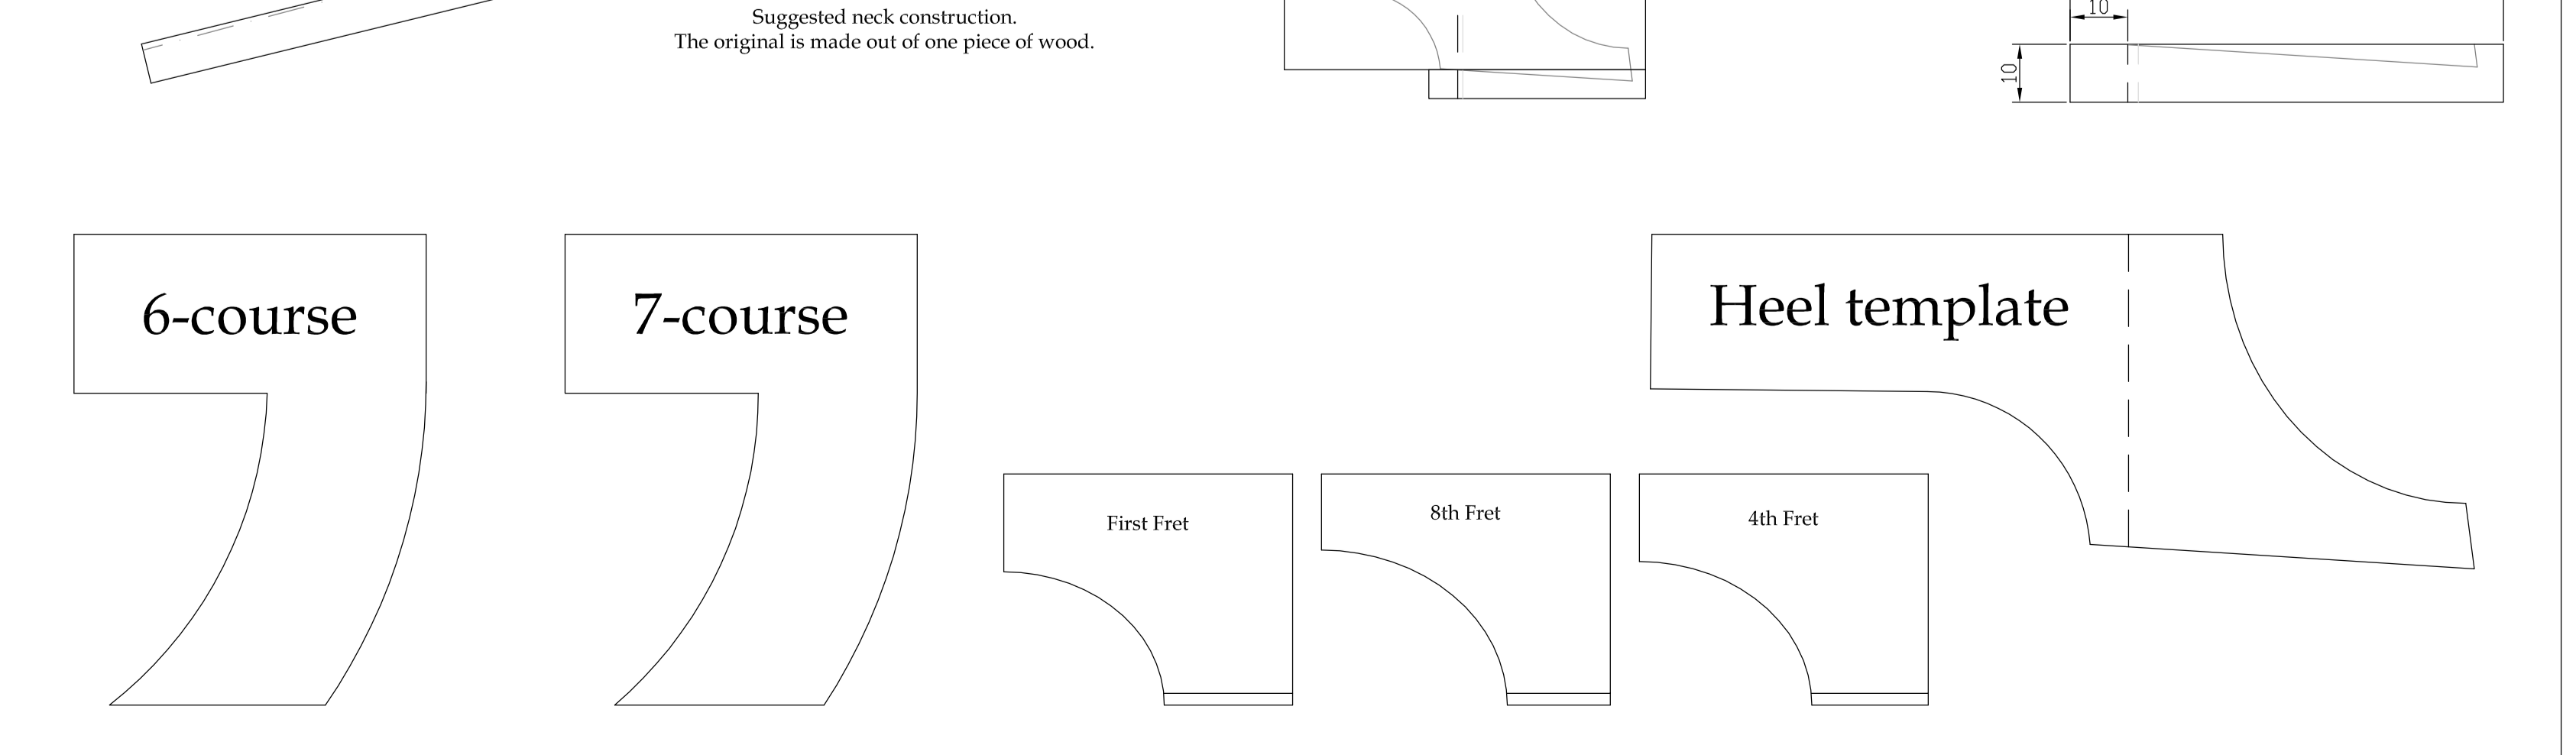 Suggested neck construction.
The original is made out of one piece of wood.
10
10
6-course
7-course
Heel template
First Fret
8th Fret
4th Fret